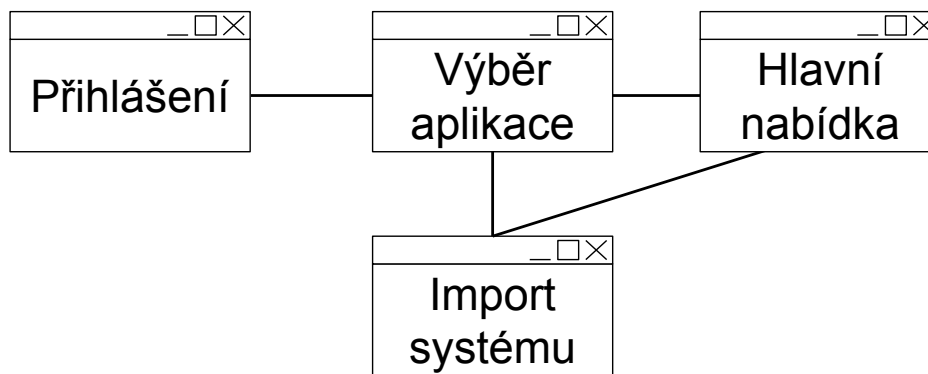 Přihlášení
Výběr
aplikace
Hlavní
nabídka
Import
systému